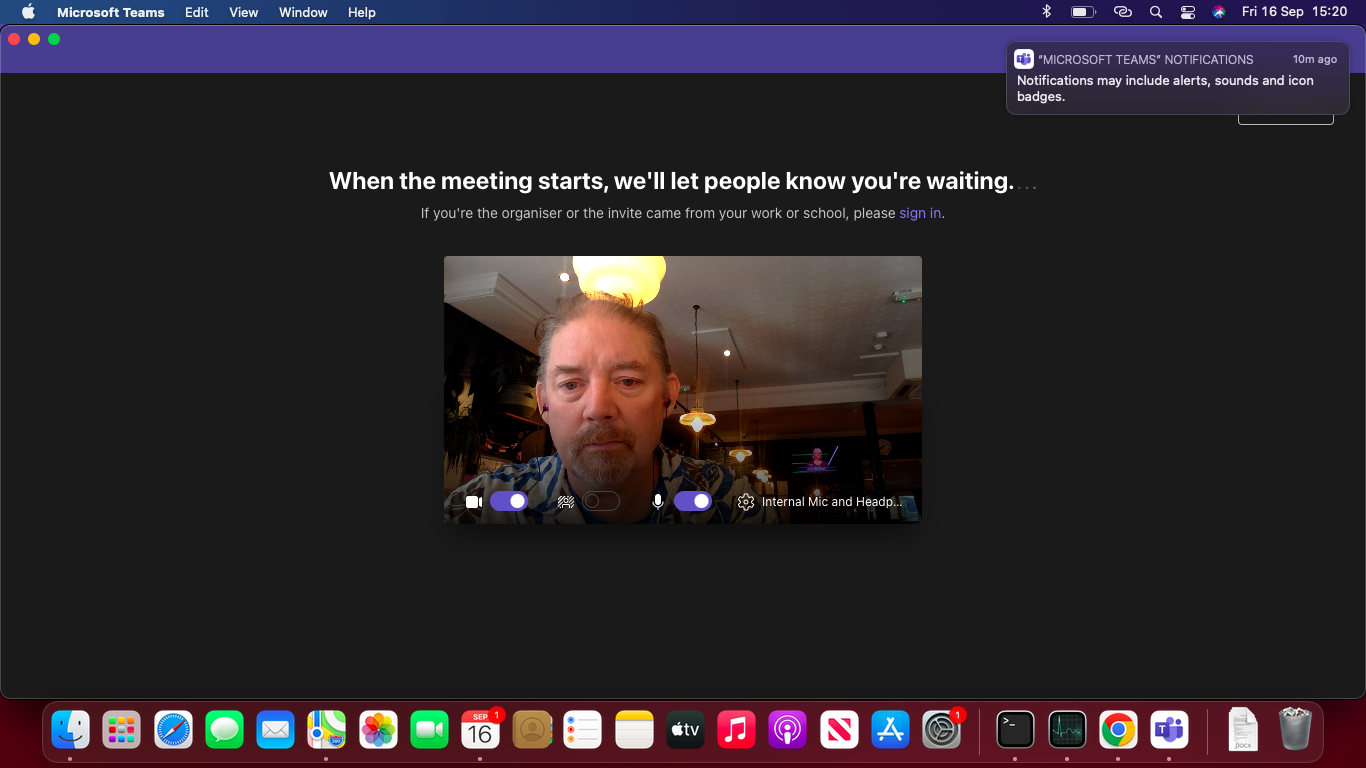 Microsoft Teams Edit View Window Help Fri 16 Sep 15:20
"MICROSOFT TEAMS" NOTIFICATIONS 10m ago
Notifications may include alerts, sounds and icon
badges.
When the meeting starts, we'll let people know you're waiting....
If you're the organiser or the invite came from your work or school, please sign in.
Internal Mic and Headp...
SEP 1
16
tv
1
>_
.docx